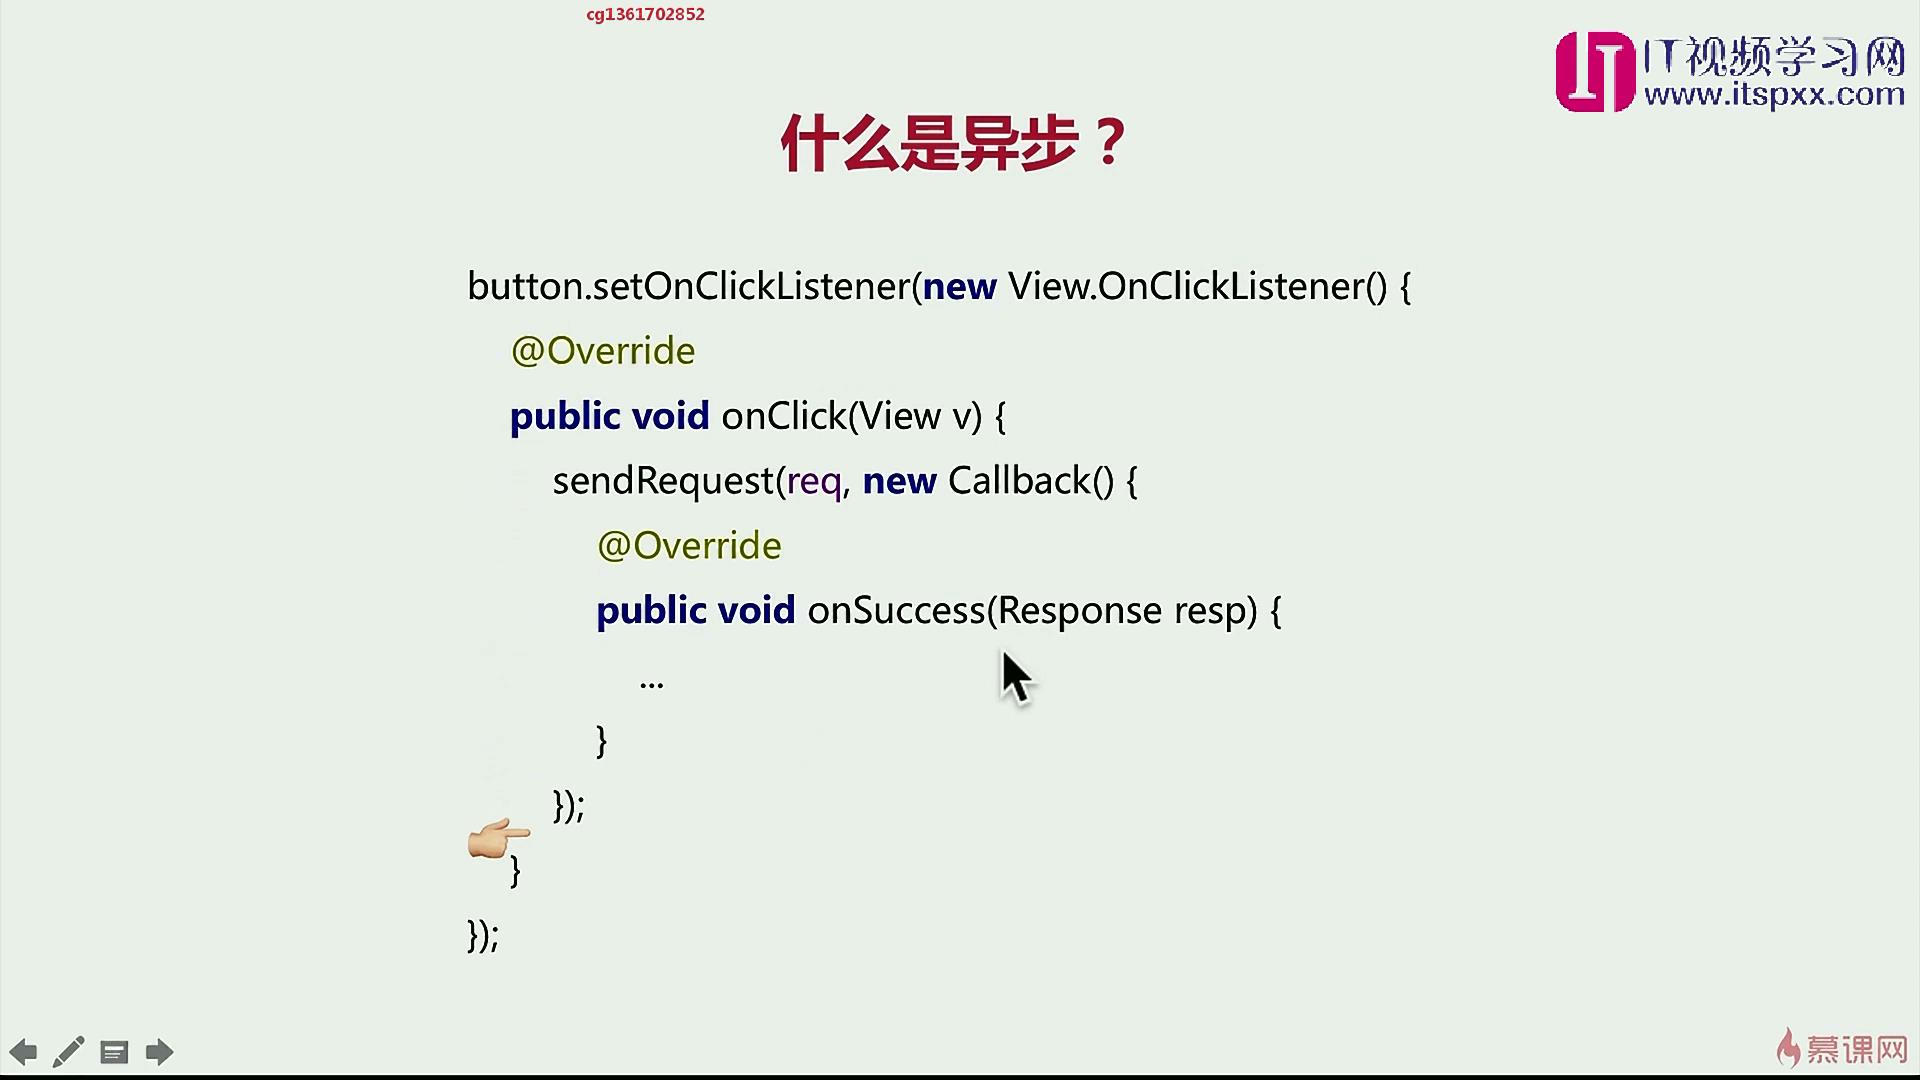 cg1361702852
IT视频学习网
www.itspxx.com
什么是异步？
button.setOnClickListener(new View.OnClickListener() {
@Override
public void onClick(View v) {
sendRequest(req, new Callback() {
@Override
public void onSuccess(Response resp) {
...
}
});
}
});
慕课网